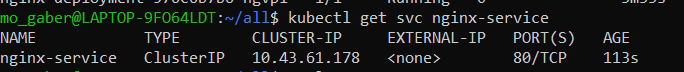 mo_gaber@LAPTOP-9FO64LDT:~/all$ kubectl get svc nginx-service
NAME TYPE CLUSTER-IP EXTERNAL-IP PORT(S) AGE
nginx-service ClusterIP 10.43.61.178 <none> 80/TCP 113s